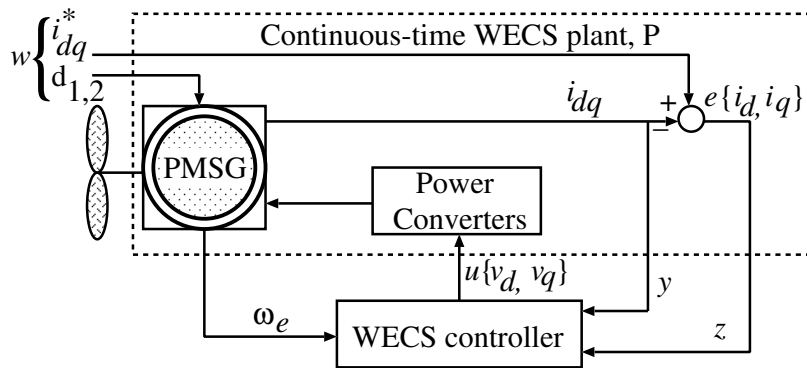 w { i*dq
Continuous-time WECS plant, P
d1,2
idq
+
−
e{id, iq}
PMSG
Power
Converters
u{vd, vq}
y
ωe
WECS controller
z